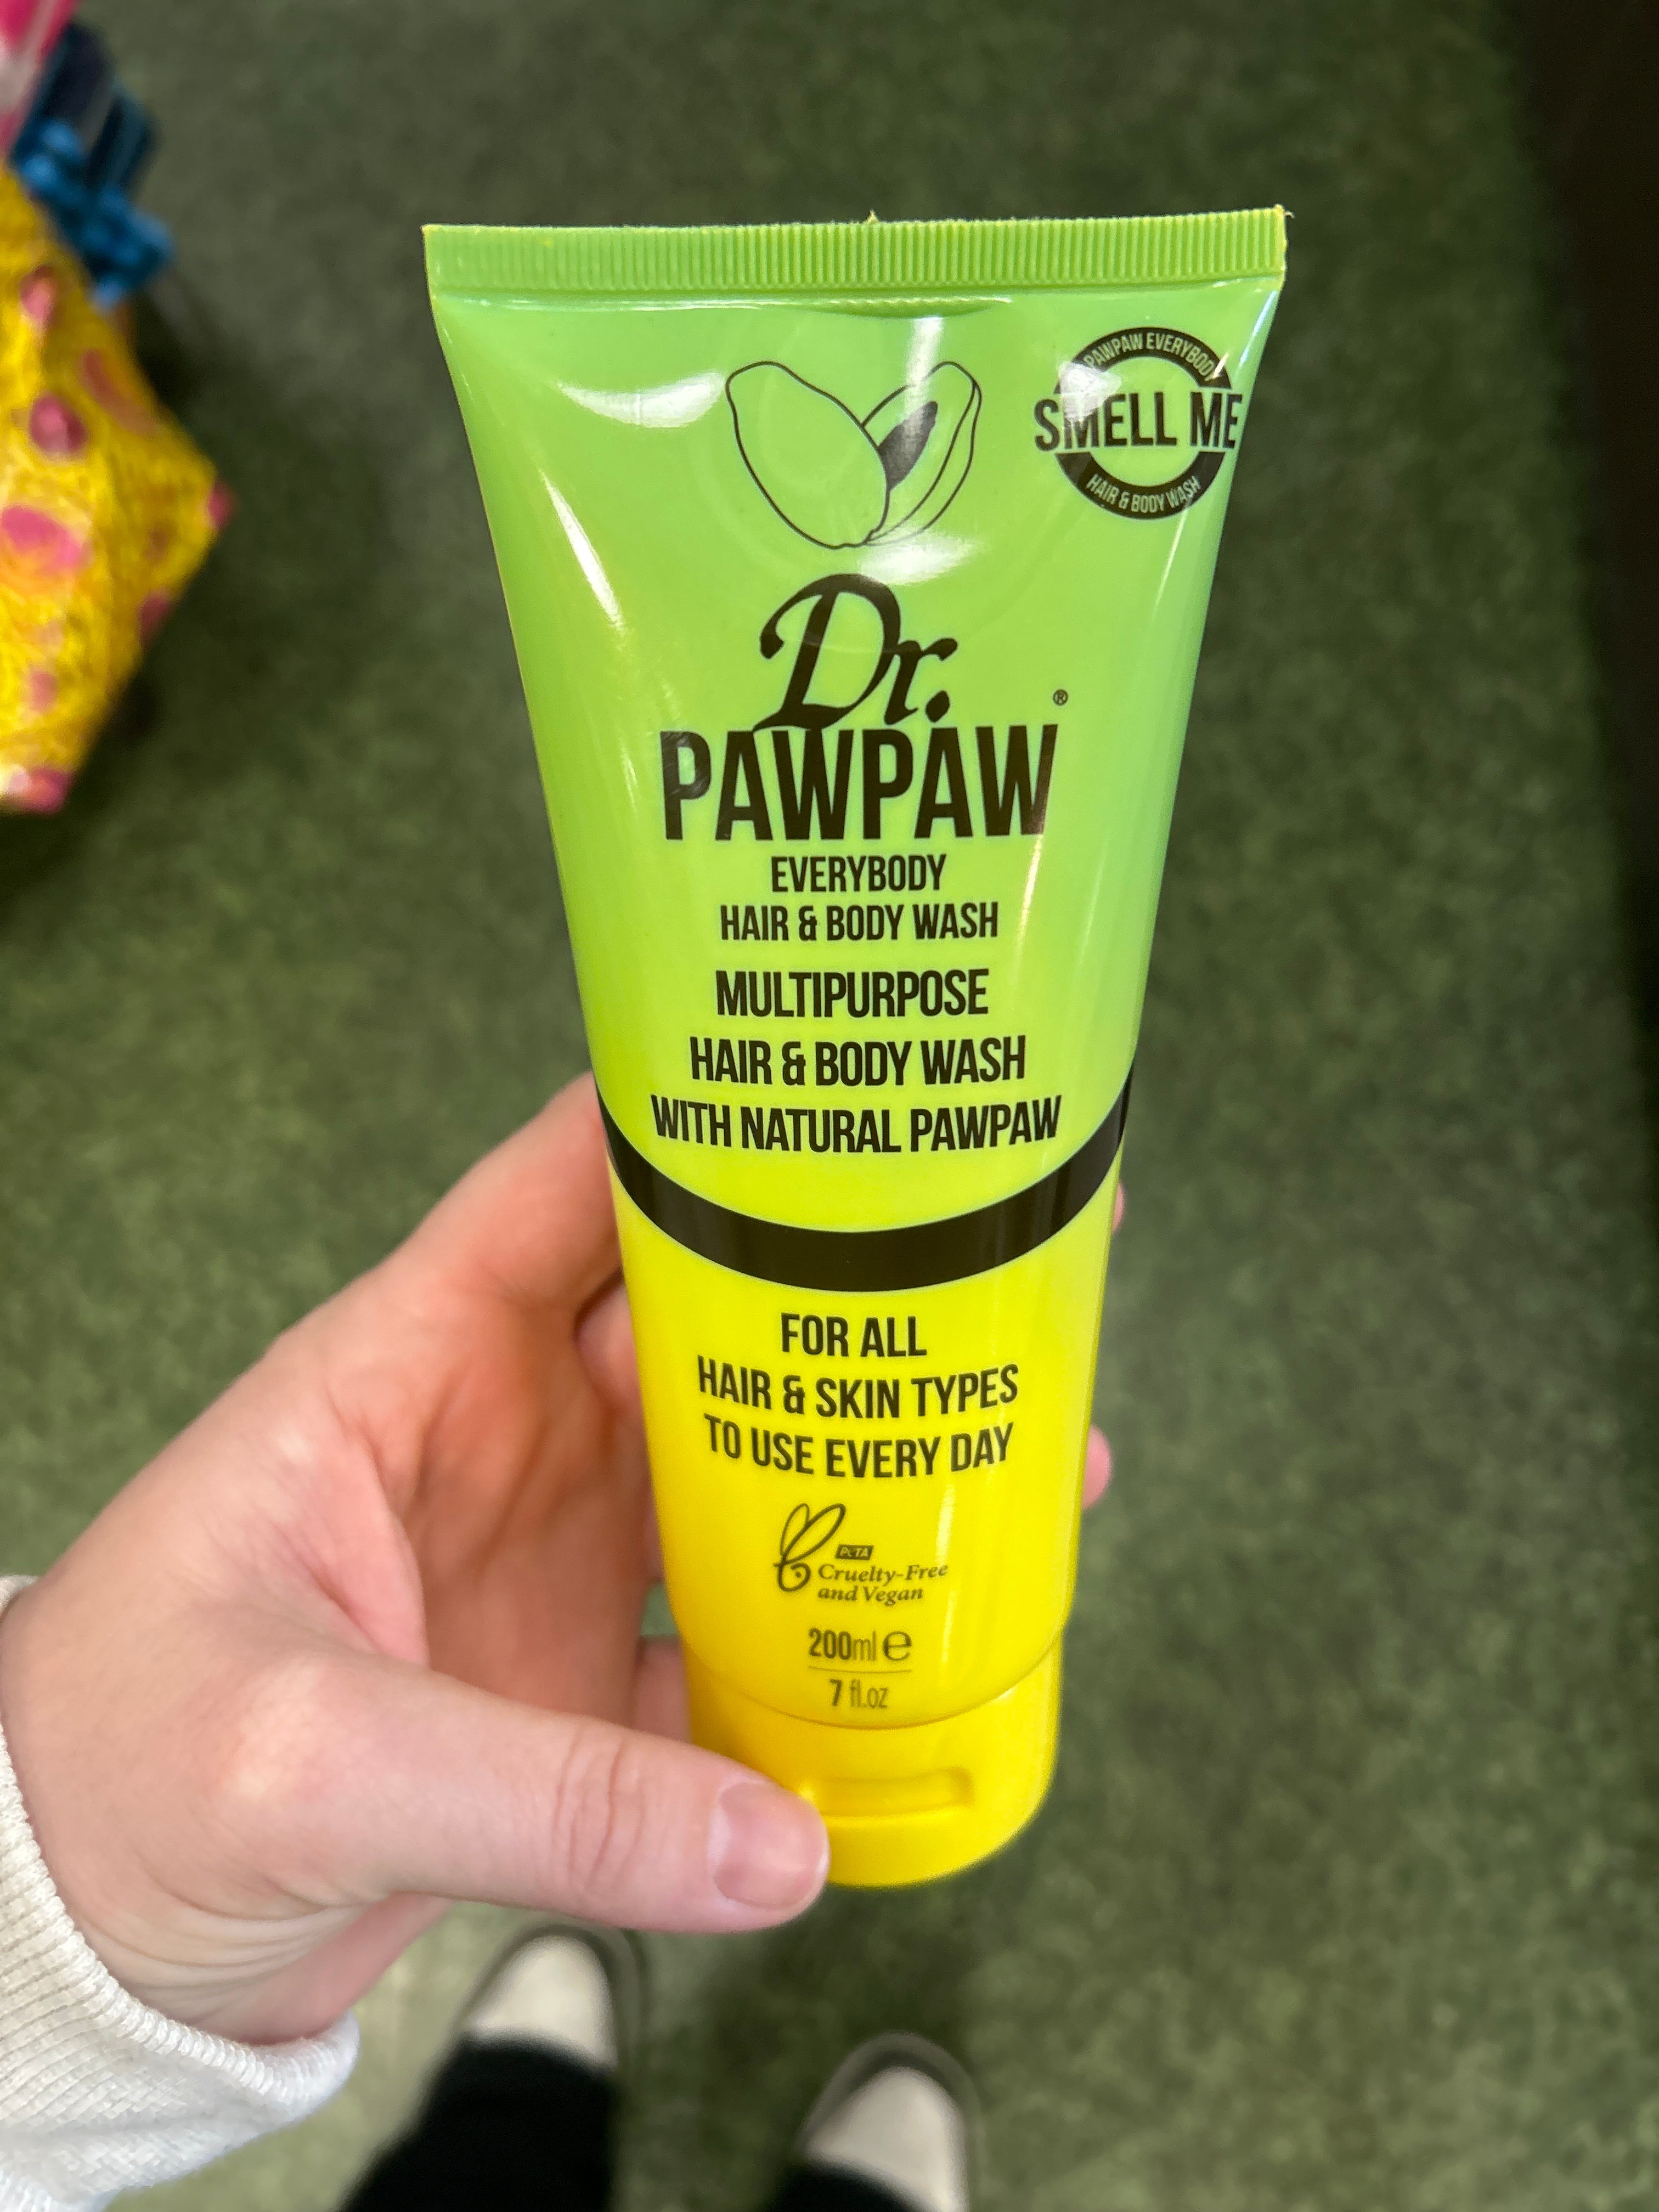 PAWPAW EVERYBODY
SMELL ME
HAIR & BODY WASH
Dr.
PAWPAW®
EVERYBODY
HAIR & BODY WASH
MULTIPURPOSE
HAIR & BODY WASH
WITH NATURAL PAWPAW
FOR ALL
HAIR & SKIN TYPES
TO USE EVERY DAY
PETA
Cruelty-Free
and Vegan
200ml e
7 fl.oz